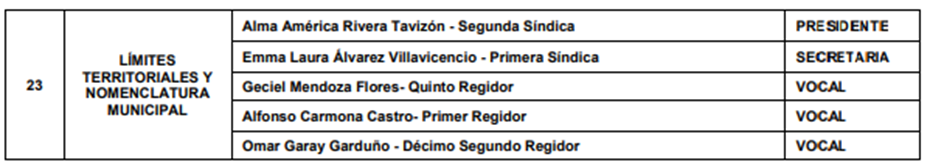 23
LÍMITES
TERRITORIALES Y
NOMENCLATURA
MUNICIPAL
Alma América Rivera Tavizón - Segunda Síndica PRESIDENTE
Emma Laura Álvarez Villavicencio - Primera Síndica SECRETARIA
Geciel Mendoza Flores- Quinto Regidor VOCAL
Alfonso Carmona Castro- Primer Regidor VOCAL
Omar Garay Garduño - Décimo Segundo Regidor VOCAL